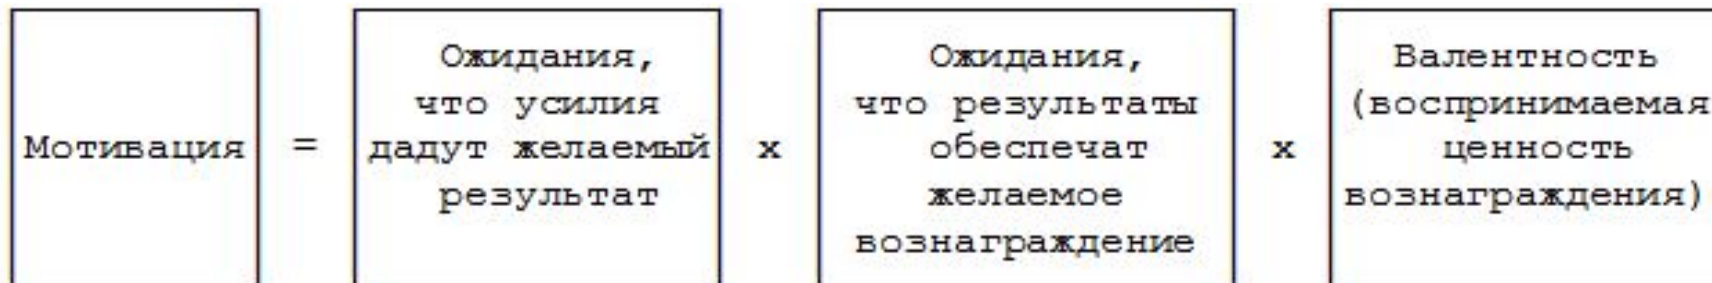 Мотивация
=
Ожидания,
что усилия
дадут желаемый
результат
x
Ожидания,
что результаты
обеспечат
желаемое
вознаграждение
x
Валентность
(воспринимаемая
ценность
вознаграждения)